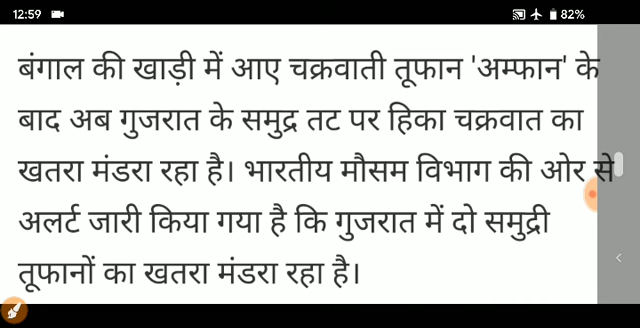 12:59 82%
बंगाल की खाड़ी में आए चक्रवाती तूफान 'अम्फान' के
बाद अब गुजरात के समुद्र तट पर हिका चक्रवात का
खतरा मंडरा रहा है। भारतीय मौसम विभाग की ओर से
अलर्ट जारी किया गया है कि गुजरात में दो समुद्री
तूफानों का खतरा मंडरा रहा है।